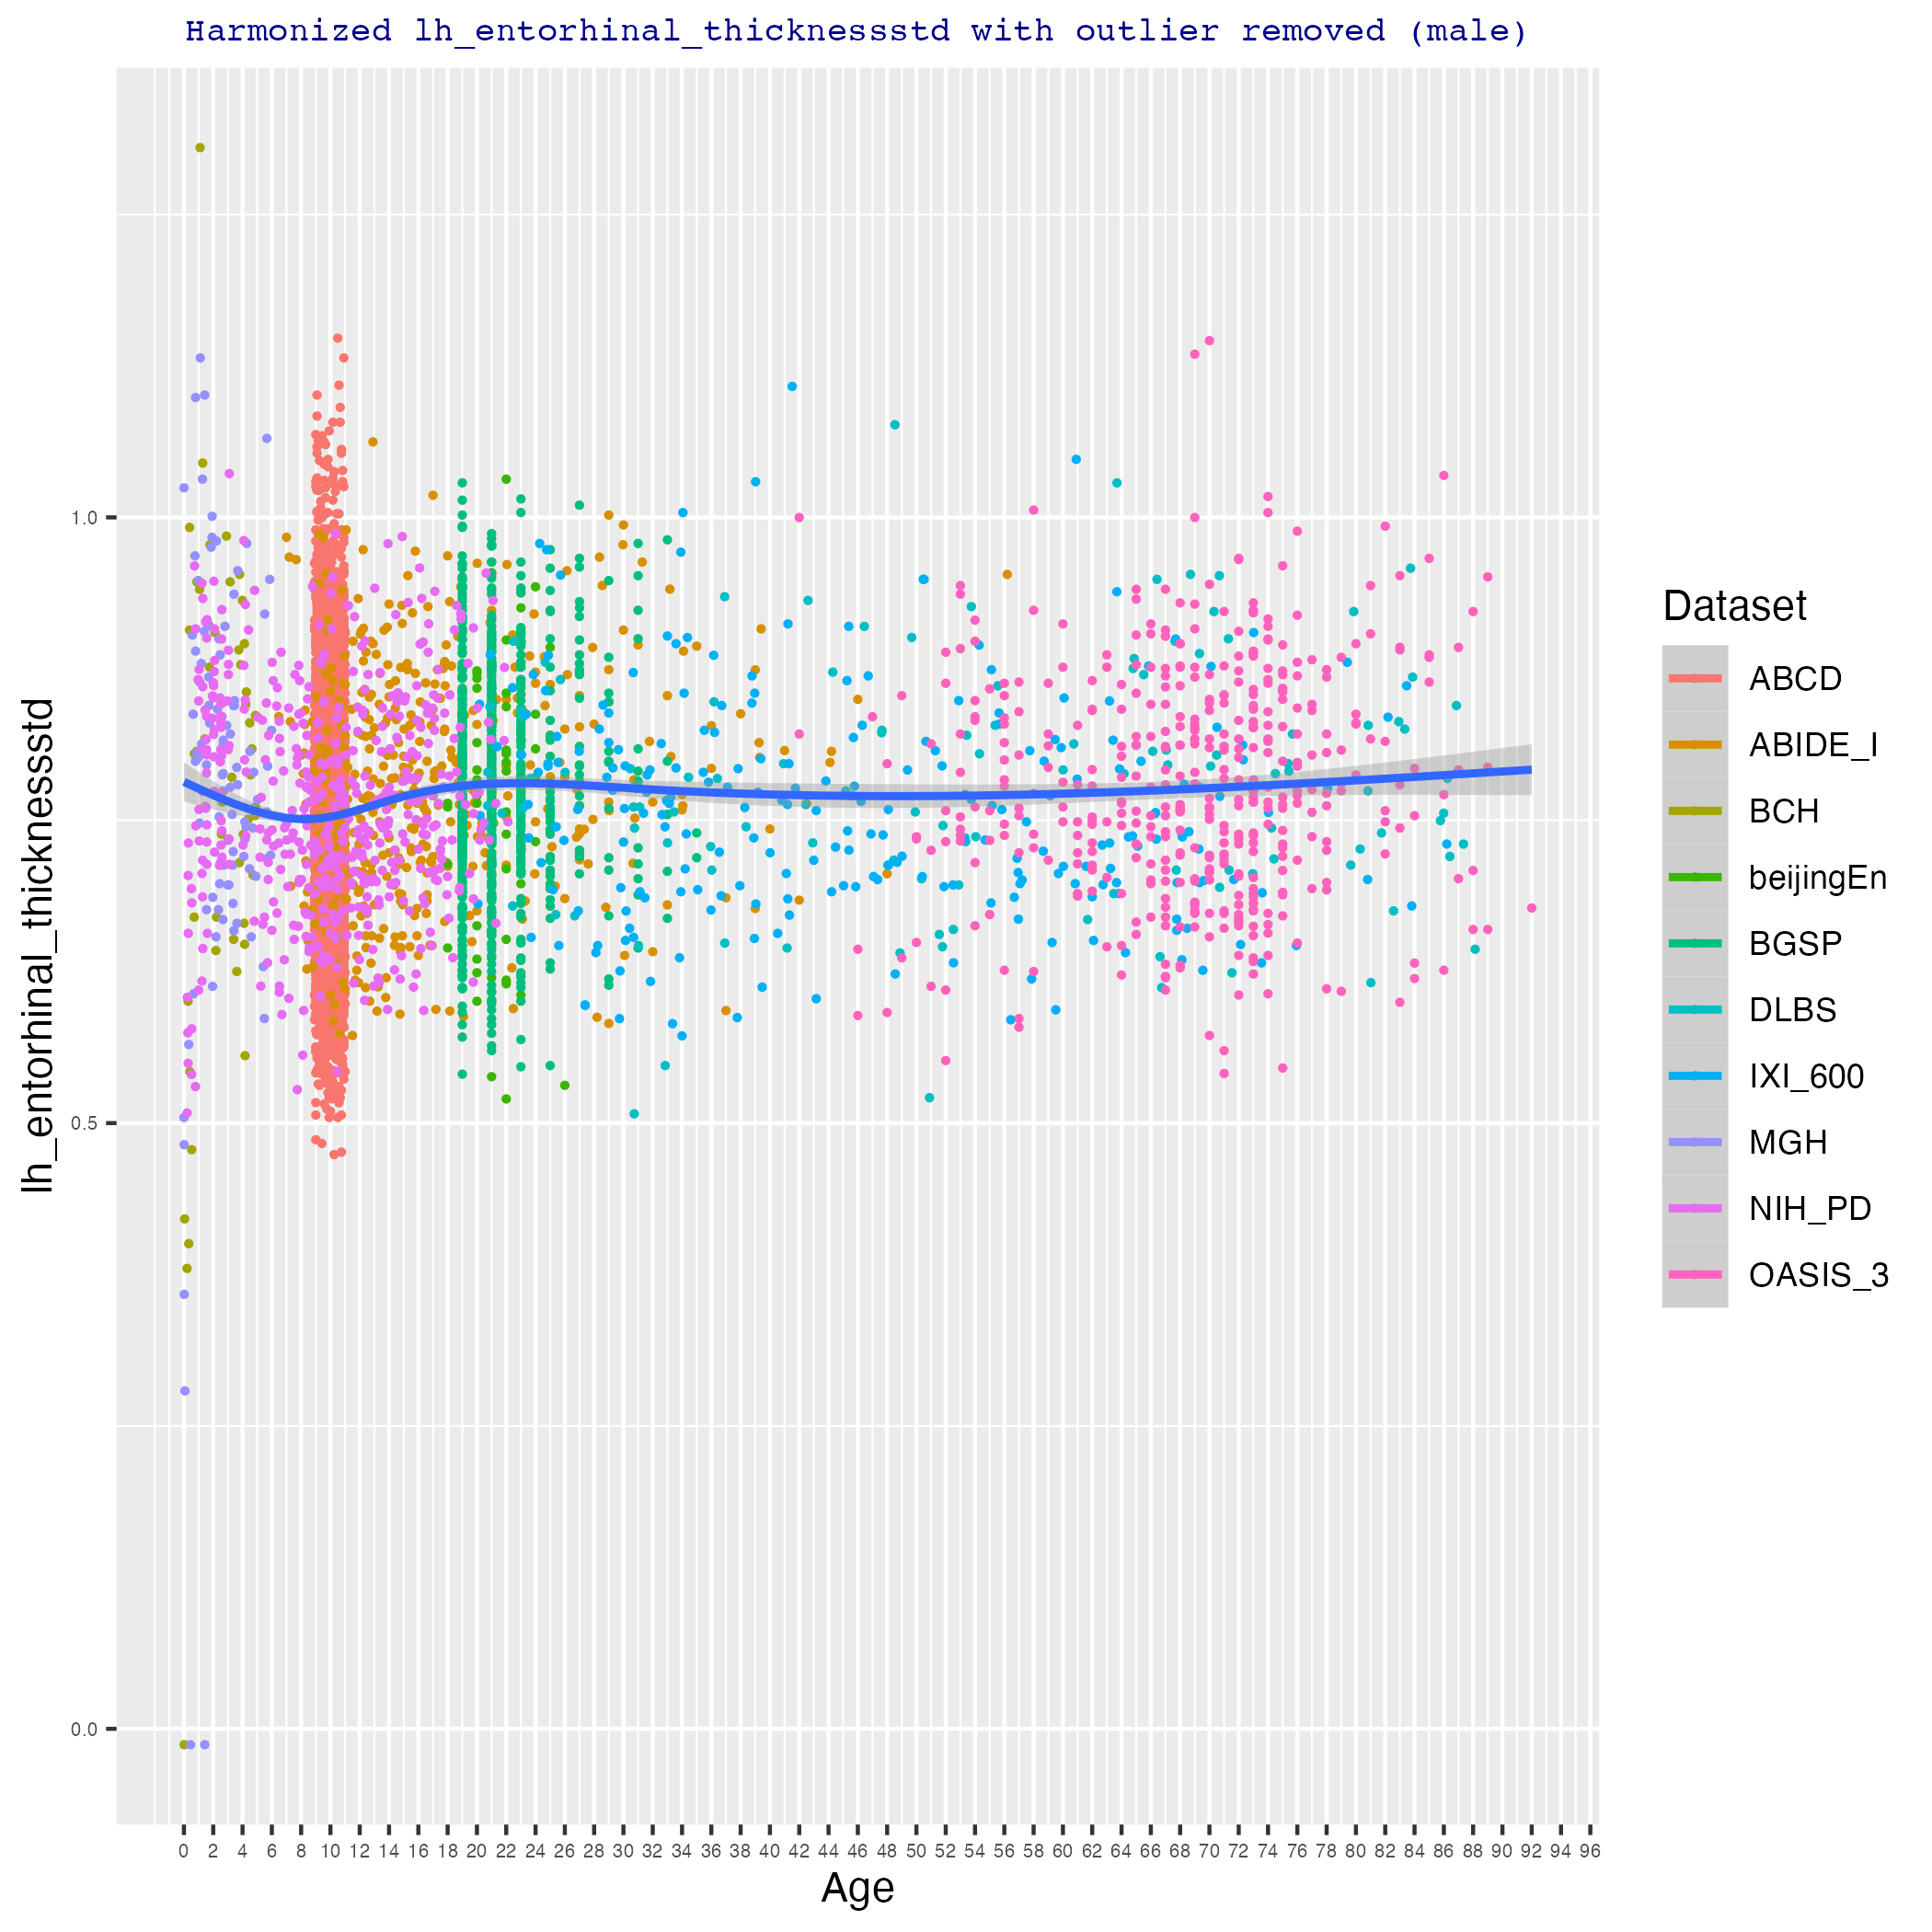 Harmonized lh_entorhinal_thicknessstd with outlier removed (male)
lh_entorhinal_thicknessstd
1.0
0.5
0.0
0 2 4 6 8 10 12 14 16 18 20 22 24 26 28 30 32 34 36 38 40 42 44 46 48 50 52 54 56 58 60 62 64 66 68 70 72 74 76 78 80 82 84 86 88 90 92 94 96
Age
Dataset
ABCD
ABIDE_I
BCH
beijingEn
BGSP
DLBS
IXI_600
MGH
NIH_PD
OASIS_3